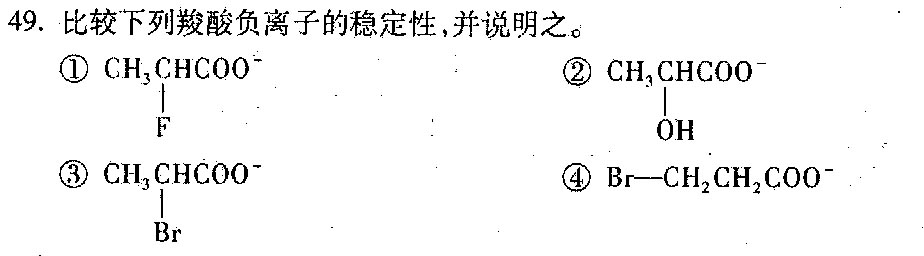 49. 比较下列羧酸负离子的稳定性,并说明之。
① CH₃CHCOO⁻ ② CH₃CHCOO⁻
F OH
③ CH₃CHCOO⁻ ④ Br—CH₂CH₂COO⁻
Br